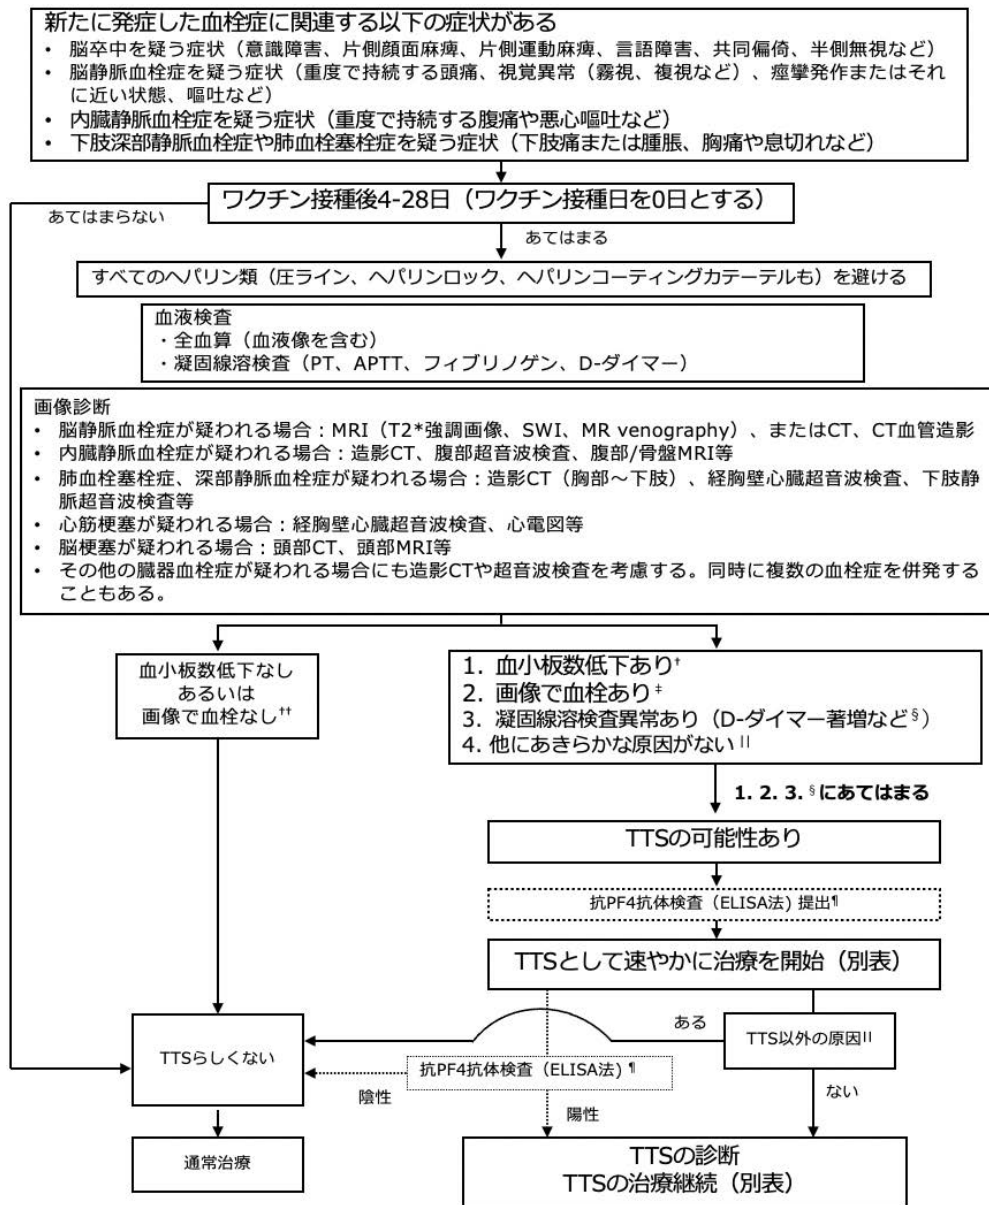 新たに発症した血栓症に関連する以下の症状がある
• 脳卒中を疑う症状（意識障害、片側顔面麻痺、片側運動麻痺、言語障害、共同偏倚、半側無視など）
• 脳静脈血栓症を疑う症状（重度で持続する頭痛、視覚異常（霧視、複視など）、痙攣発作またはそれ
に近い状態、嘔吐など）
• 内臓静脈血栓症を疑う症状（重度で持続する腹痛や悪心嘔吐など）
• 下肢深部静脈血栓症や肺血全塞栓症を疑う症状（下肢痛または腫脹、胸痛や息切れなど）
ワクチン接種後4-28日（ワクチン接種日を0日とする）
あてはまらない
あてはまる
すべてのヘパリン類（圧ライン、ヘパリンロック、ヘパリンコーティングカテーテルも）を避ける
血液検査
・全血算（血液像を含む）
・凝固線溶検査（PT、APTT、フィブリノゲン、D-ダイマー）
画像診断
• 脳静脈血栓症が疑われる場合：MRI（T2*強調画像、SWI、MR venography）、またはCT、CT血管造影
• 内臓静脈血栓症が疑われる場合：造影CT、腹部超音波検査、腹部/骨盤MRI等
• 肺血全塞栓症、深部静脈血栓症が疑われる場合：造影CT（胸部～下肢）、経胸壁心臓超音波検査、下肢静
脈超音波検査等
• 心筋梗塞が疑われる場合：経胸壁心臓超音波検査、心電図等
• 脳梗塞が疑われる場合：頭部CT、頭部MRI等
• その他の臓器血栓症が疑われる場合にも造影CTや超音波検査を考慮する。同時に複数の血栓症を併発する
こともある。
血小板数低下なし
あるいは
画像で血栓なし††
1. 血小板数低下あり†
2. 画像で血栓あり‡
3. 凝固線溶検査異常あり（D-ダイマー著増など§）
4. 他にあきらかな原因がない||
1. 2. 3. §にあてはまる
TTSの可能性あり
抗PF4抗体検査（ELISA法) 提出¶
TTSとして速やかに治療を開始（別表）
ある
TTS以外の原因||
TTSらしくない
抗PF4抗体検査（ELISA法) ¶
陰性
陽性
ない
通常治療
TTSの診断
TTSの治療継続（別表）